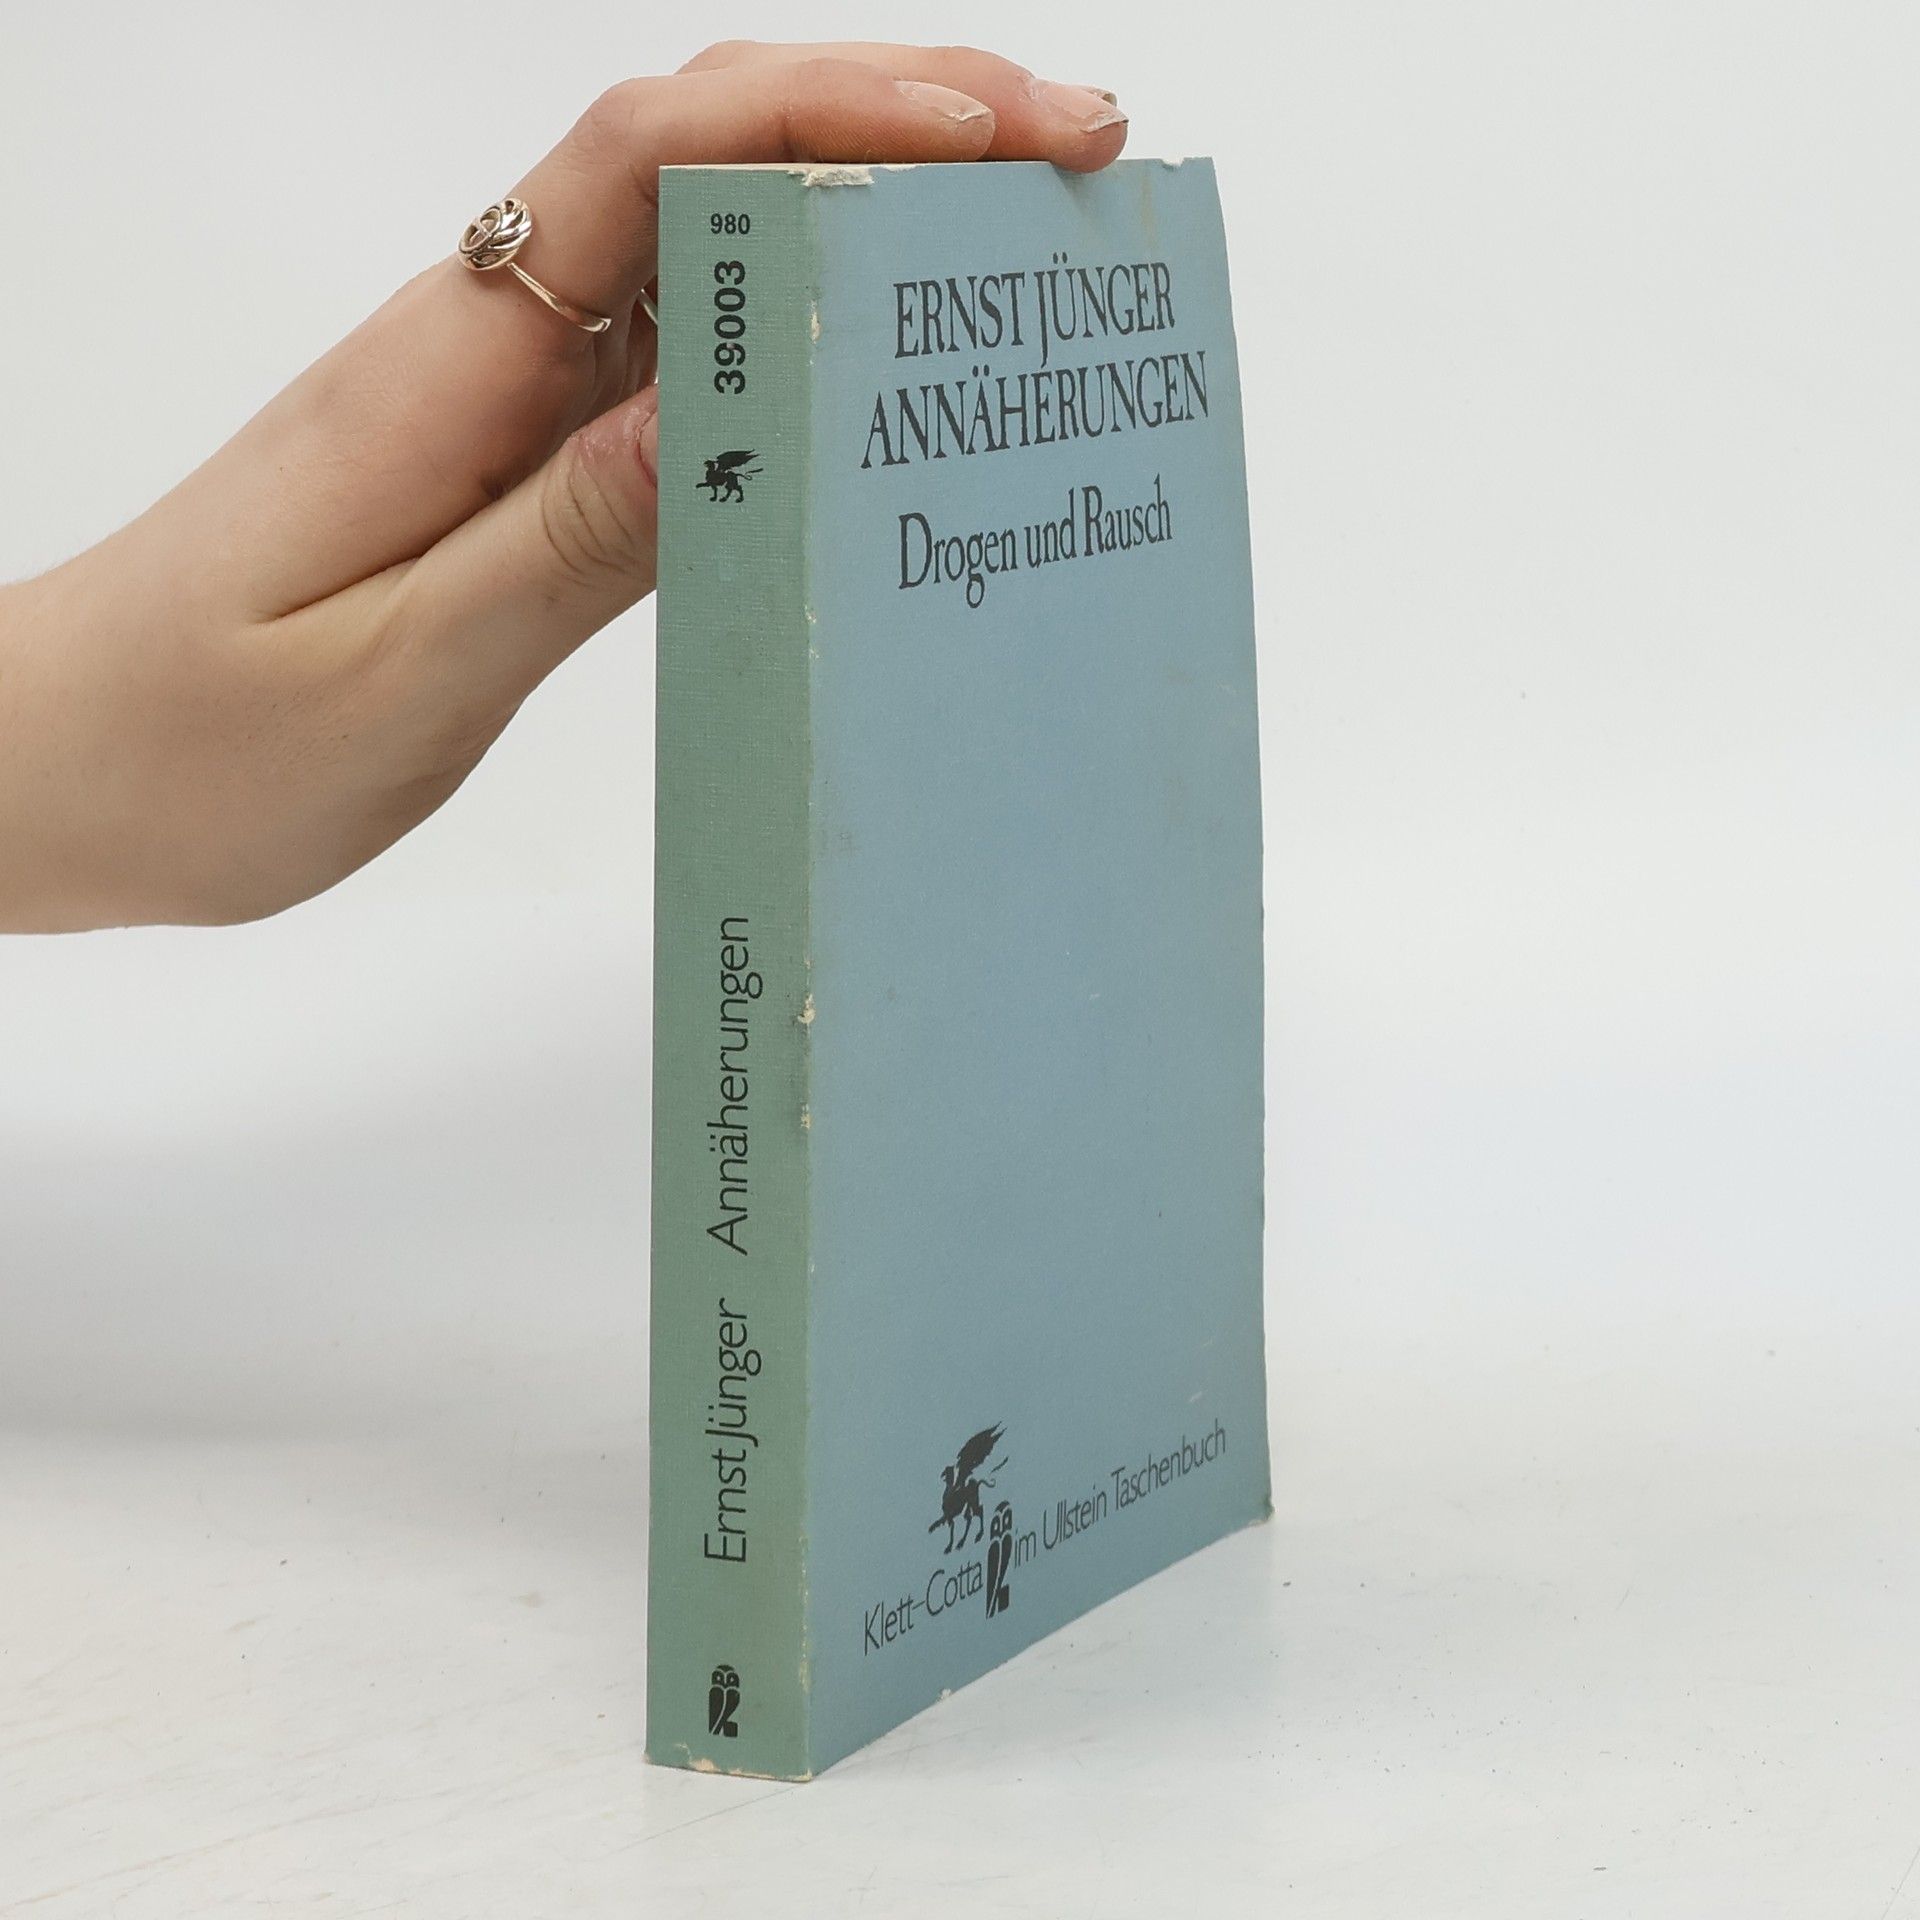 980
39003
Ernst Jünger Annäherungen
ERNST JÜNGER
ANNÄHERUNGEN
Drogen und Rausch
Klett-Cotta im Ullstein Taschenbuch